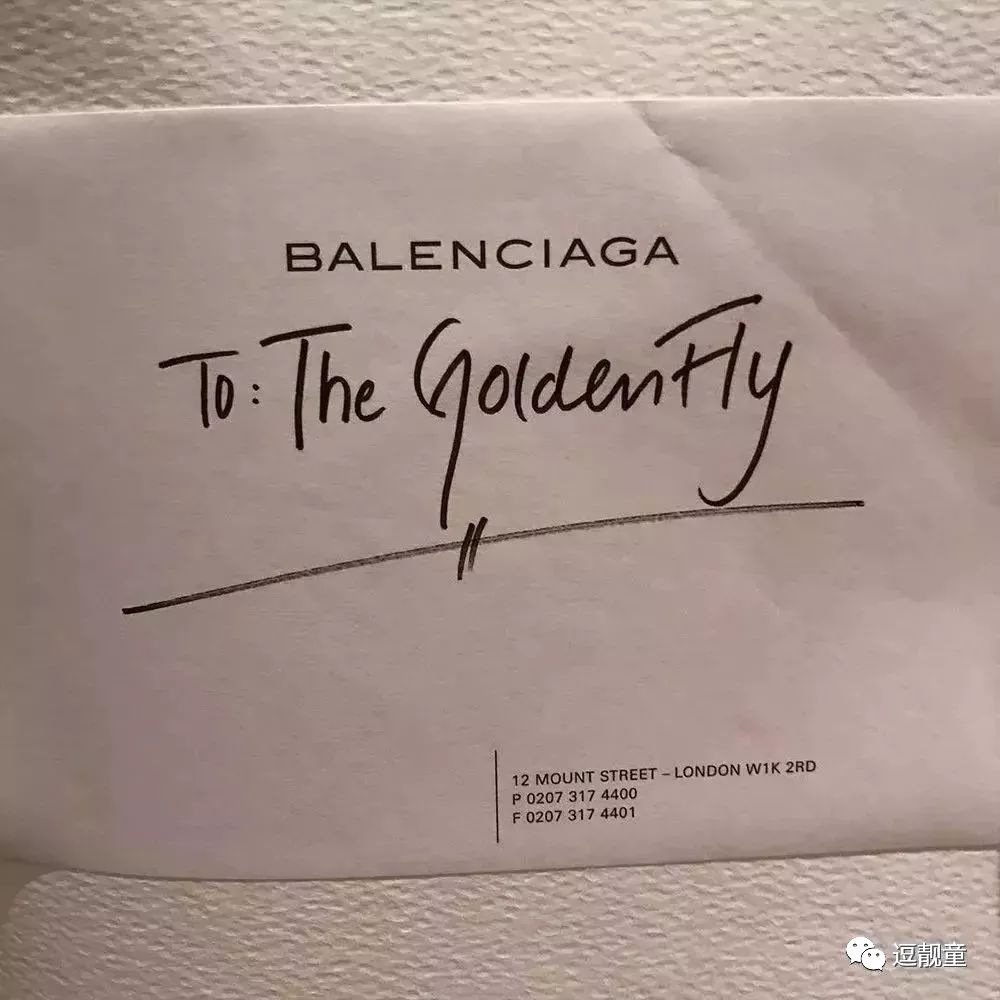 BALENCIAGA
To: The GoldenFly
12 MOUNT STREET – LONDON W1K 2RD
P 0207 317 4400
F 0207 317 4401
逗靓童